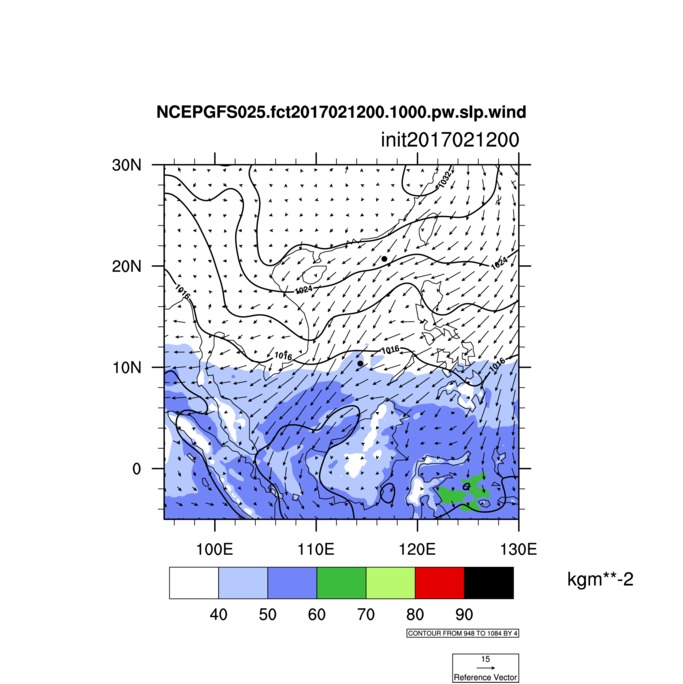 NCEPGFS025.fct2017021200.1000.pw.slp.wind
init2017021200
30N
1032
20N
1024
1024
1016
1016
1016
1016
10N
0
100E
110E
120E
130E
kgm**-2
40
50
60
70
80
90
CONTOUR FROM 948 TO 1084 BY 4
15
Reference Vector